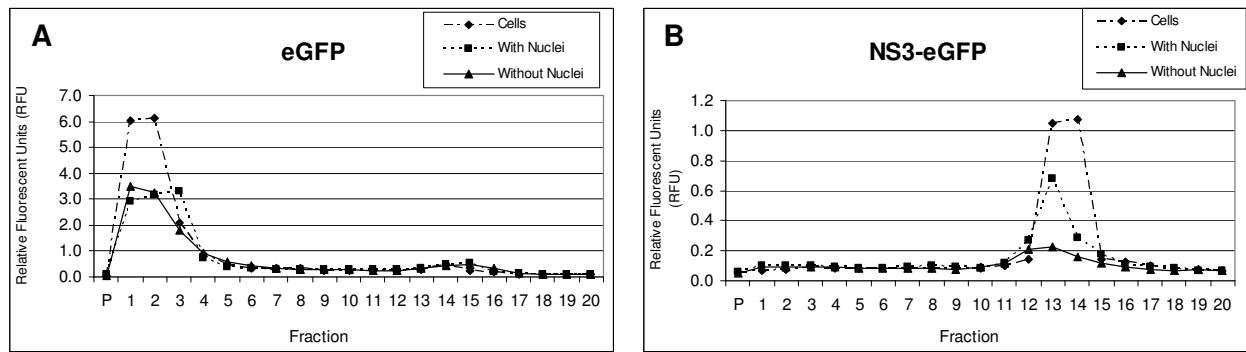 A
eGFP
Cells
With Nuclei
Without Nuclei
Relative Fluorescent Units (RFU
7.0
6.0
5.0
4.0
3.0
2.0
1.0
0.0
P 1 2 3 4 5 6 7 8 9 10 11 12 13 14 15 16 17 18 19 20
Fraction
B
NS3-eGFP
Cells
With Nuclei
Without Nuclei
Relative Fluorescent Units
(RFU)
1.2
1.0
0.8
0.6
0.4
0.2
0.0
P 1 2 3 4 5 6 7 8 9 10 11 12 13 14 15 16 17 18 19 20
Fraction